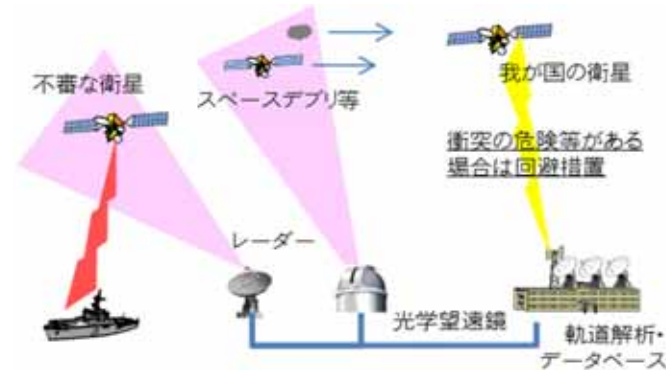 不審な衛星
スペースデブリ等
我が国の衛星
衝突の危険等がある
場合は回避措置
レーダー
光学望遠鏡
軌道解析・
データベース